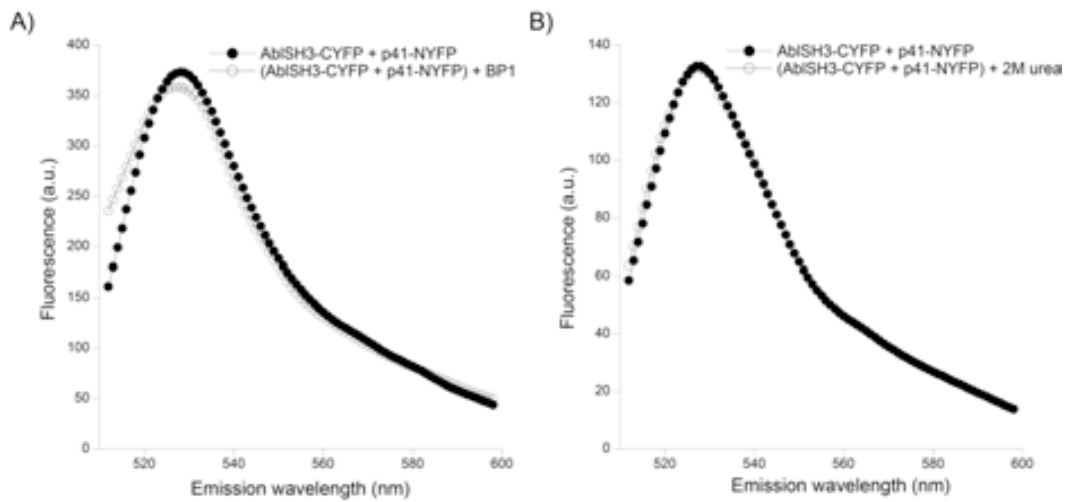 A)
AblSH3-CYFP + p41-NYFP
(AblSH3-CYFP + p41-NYFP) + BP1
400
350
300
250
200
150
100
50
0
Fluorescence (a.u.)
520 540 560 580 600
Emission wavelength (nm)
B)
AblSH3-CYFP + p41-NYFP
(AblSH3-CYFP + p41-NYFP) + 2M urea
140
120
100
80
60
40
20
0
Fluorescence (a.u.)
520 540 560 580 600
Emission wavelength (nm)